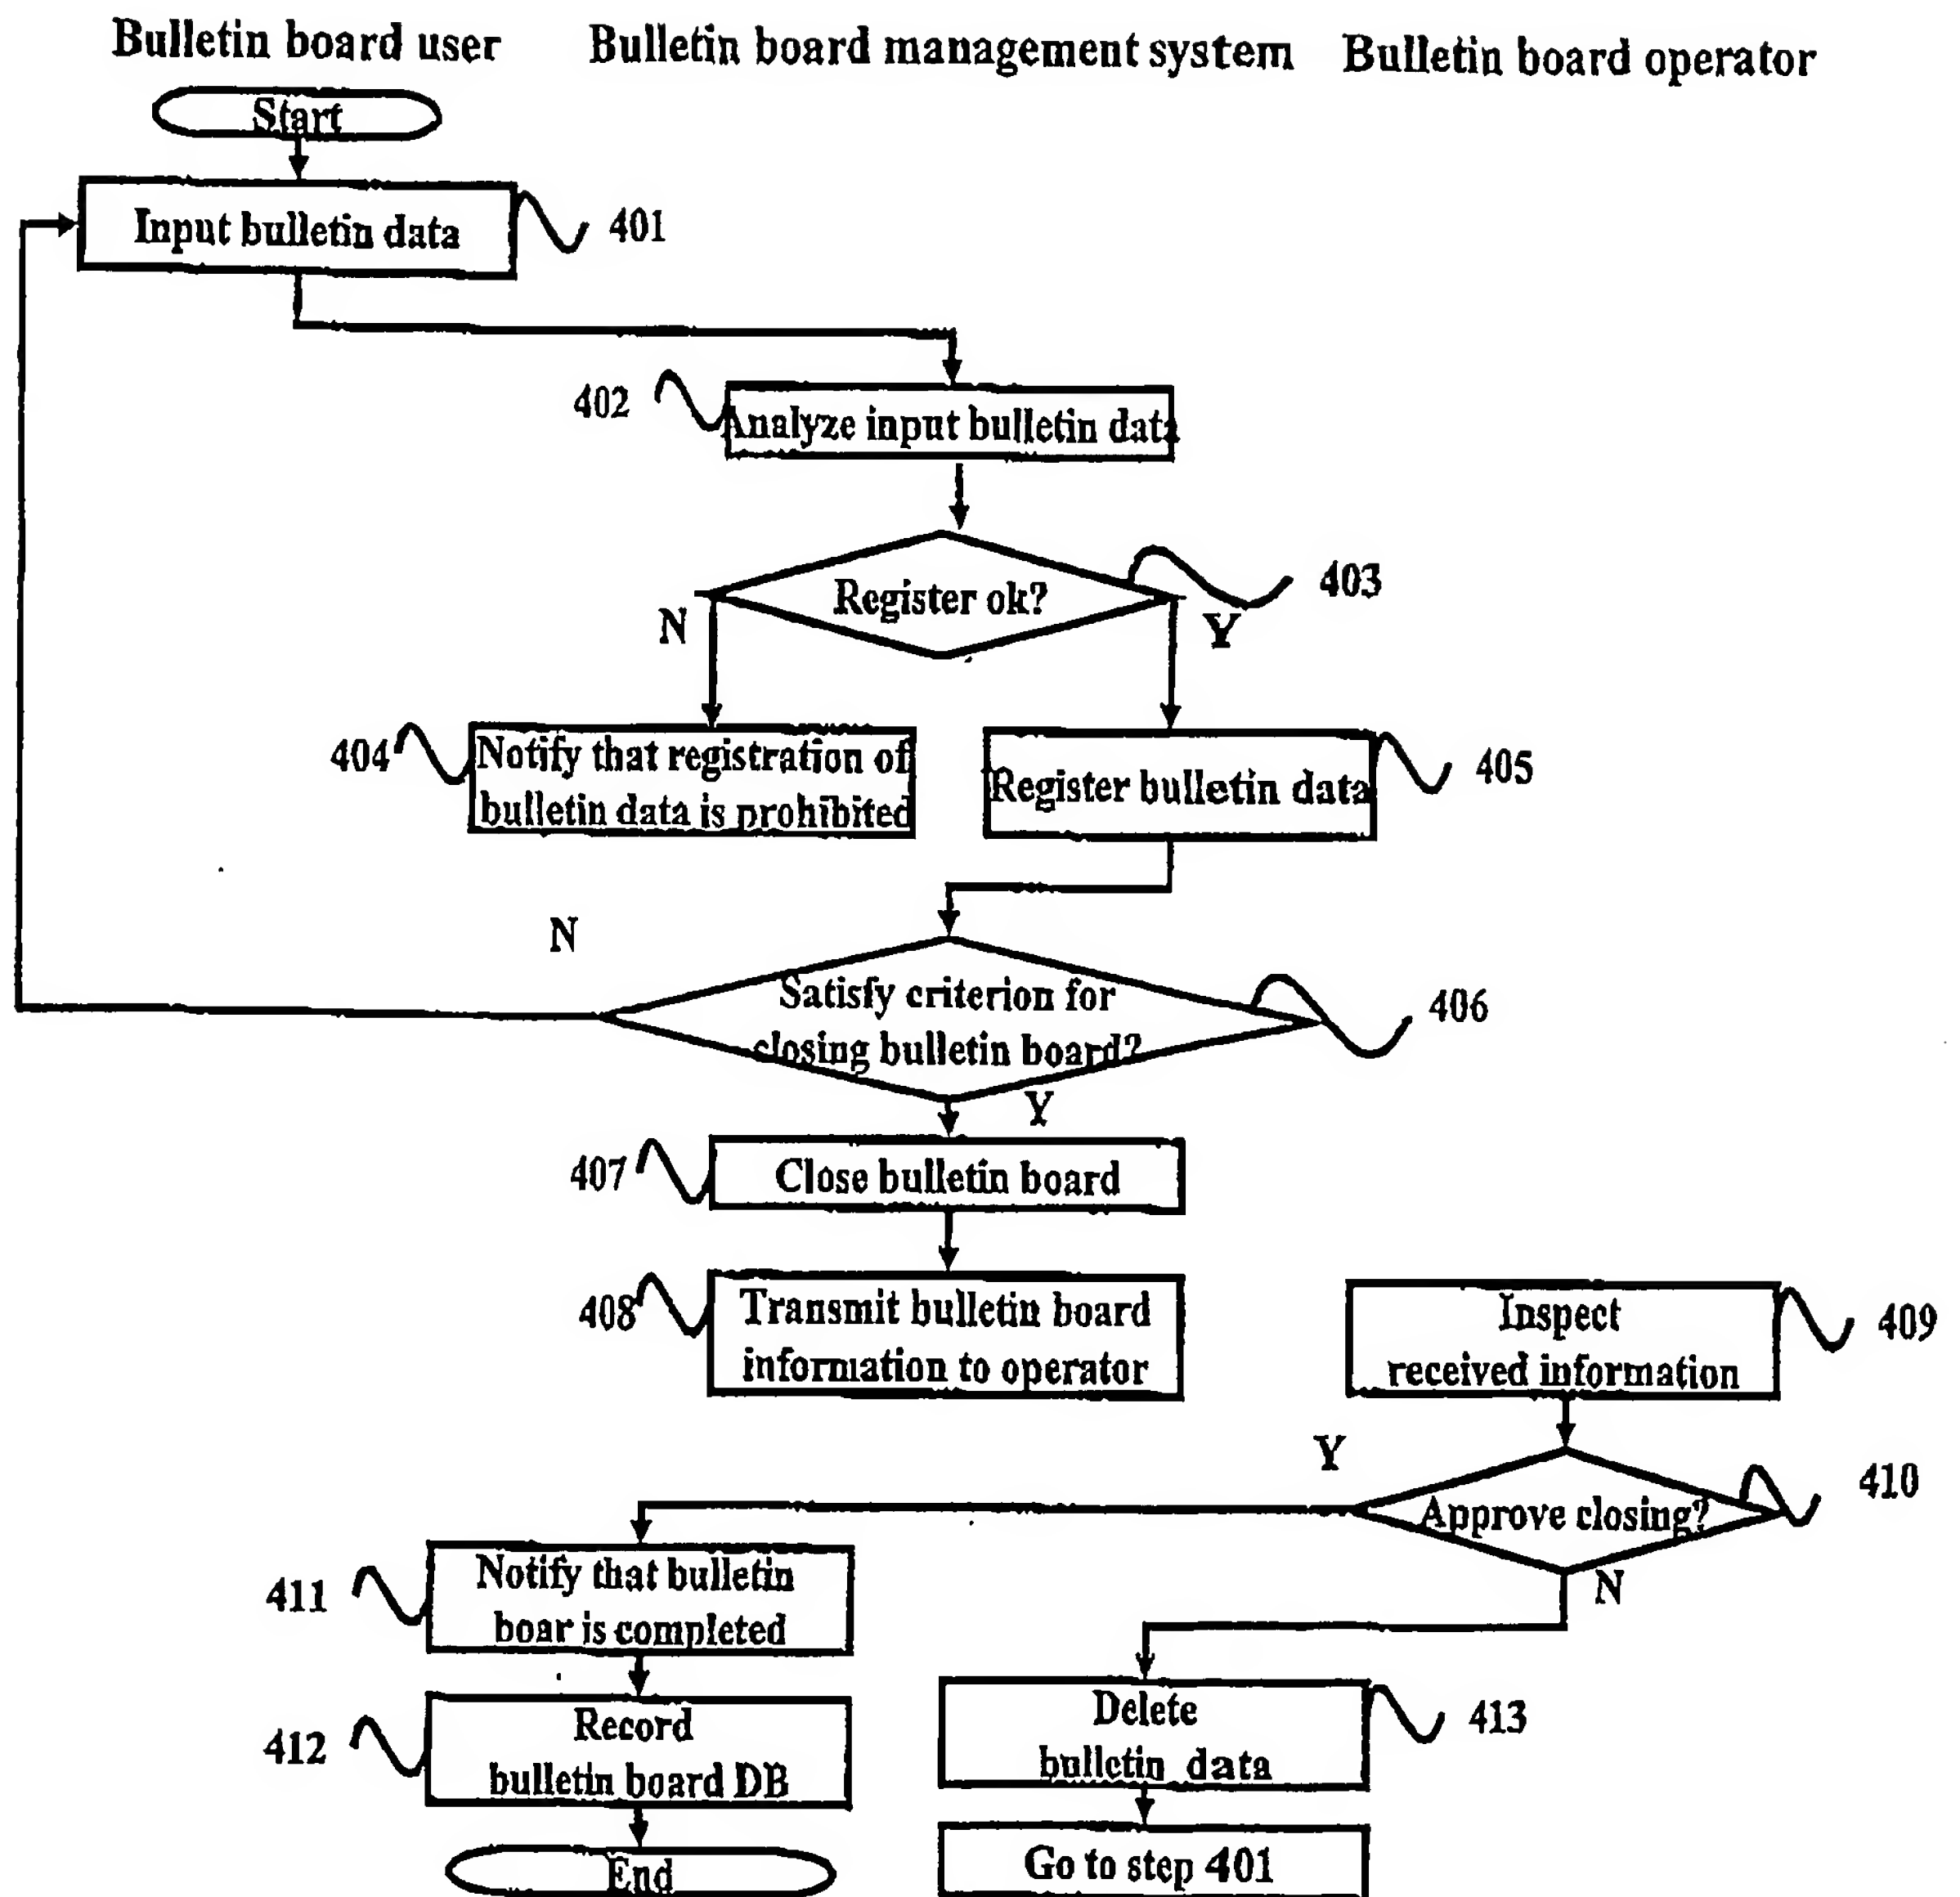 Bulletin board user
Bulletin board management system
Bulletin board operator
Start
Input bulletin data
401
402
Analyze input bulletin data
Register ok?
403
N
Y
404
Notify that registration of
bulletin data is prohibited
Register bulletin data
405
N
Satisfy criterion for
closing bulletin board?
406
Y
407
Close bulletin board
408
Transmit bulletin board
information to operator
Inspect
received information
409
Y
Approve closing?
410
N
411
Notify that bulletin
boar is completed
412
Record
bulletin board DB
Delete
bulletin data
413
End
Go to step 401